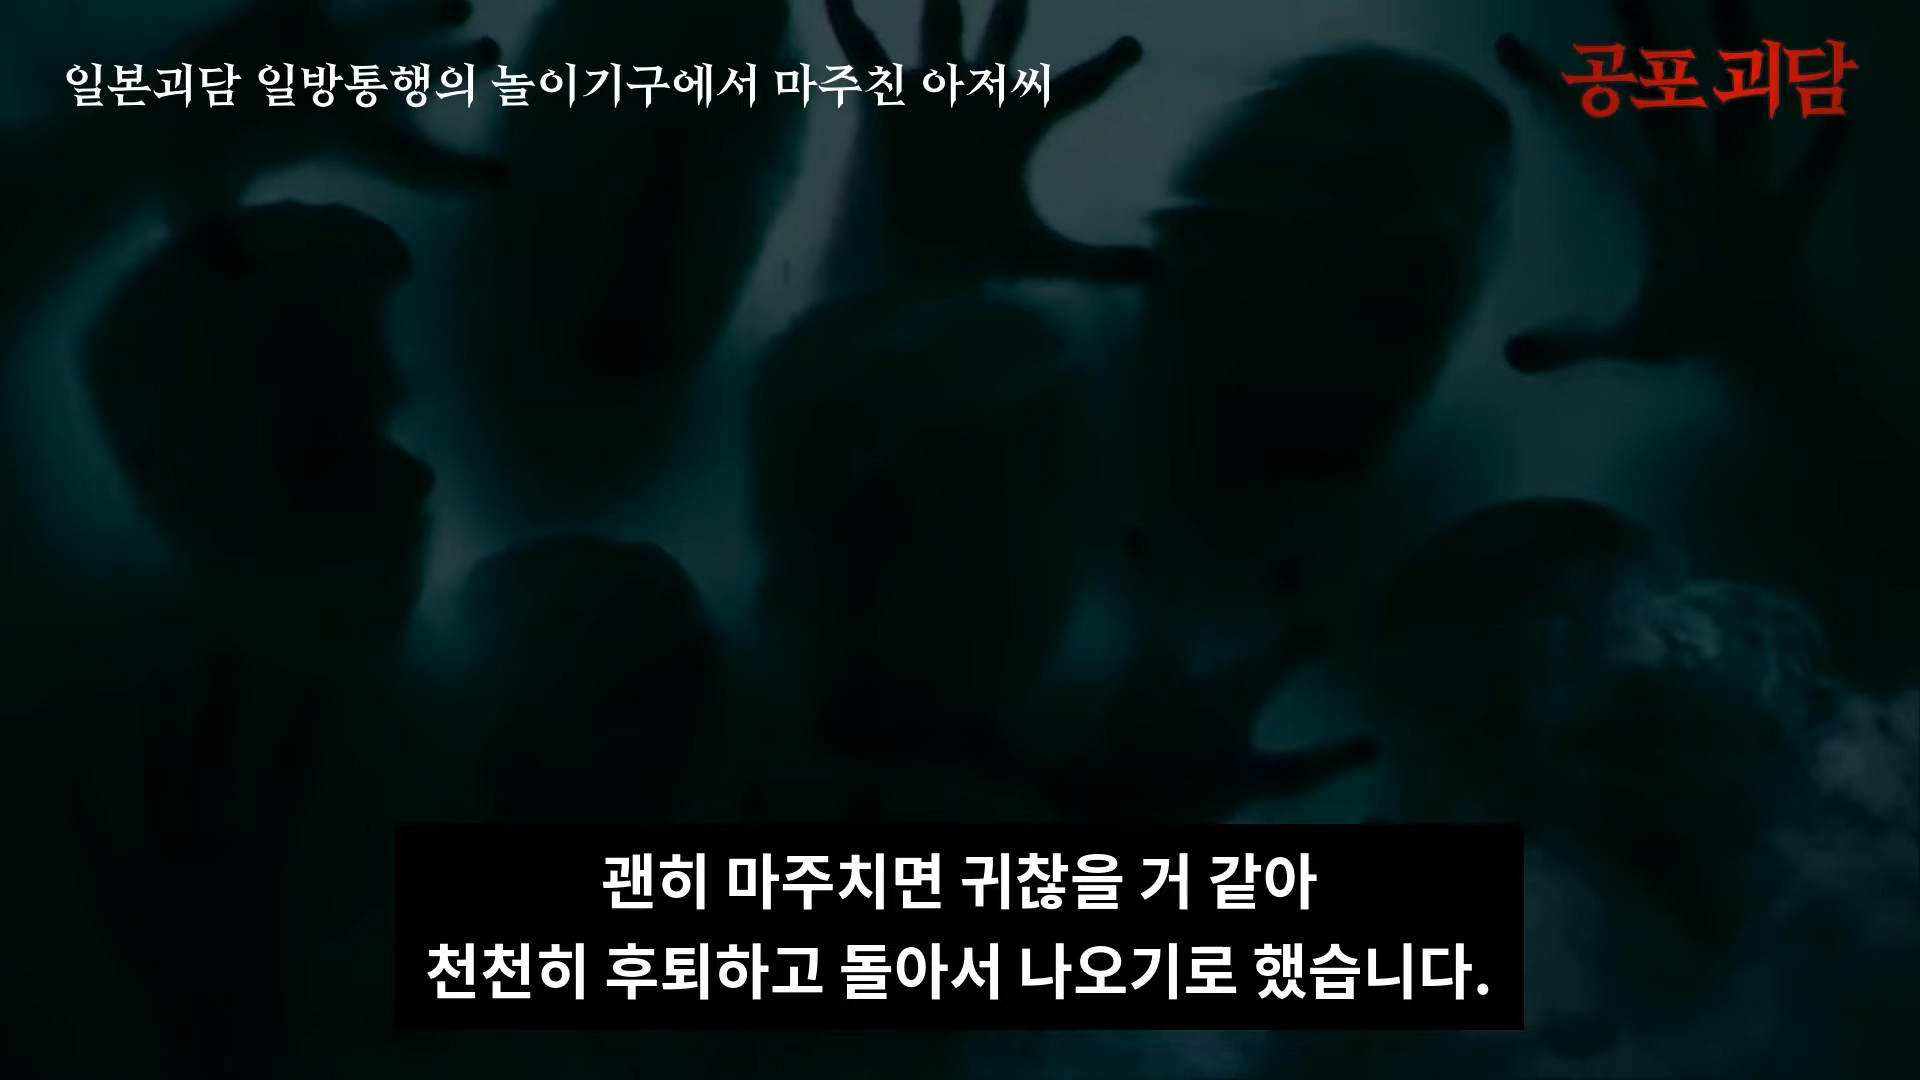 일본괴담 일방통행의 놀이기구에서 마주친 아저씨
공포 괴담
괜히 마주치면 귀찮을 거 같아
천천히 후퇴하고 돌아서 나오기로 했습니다.